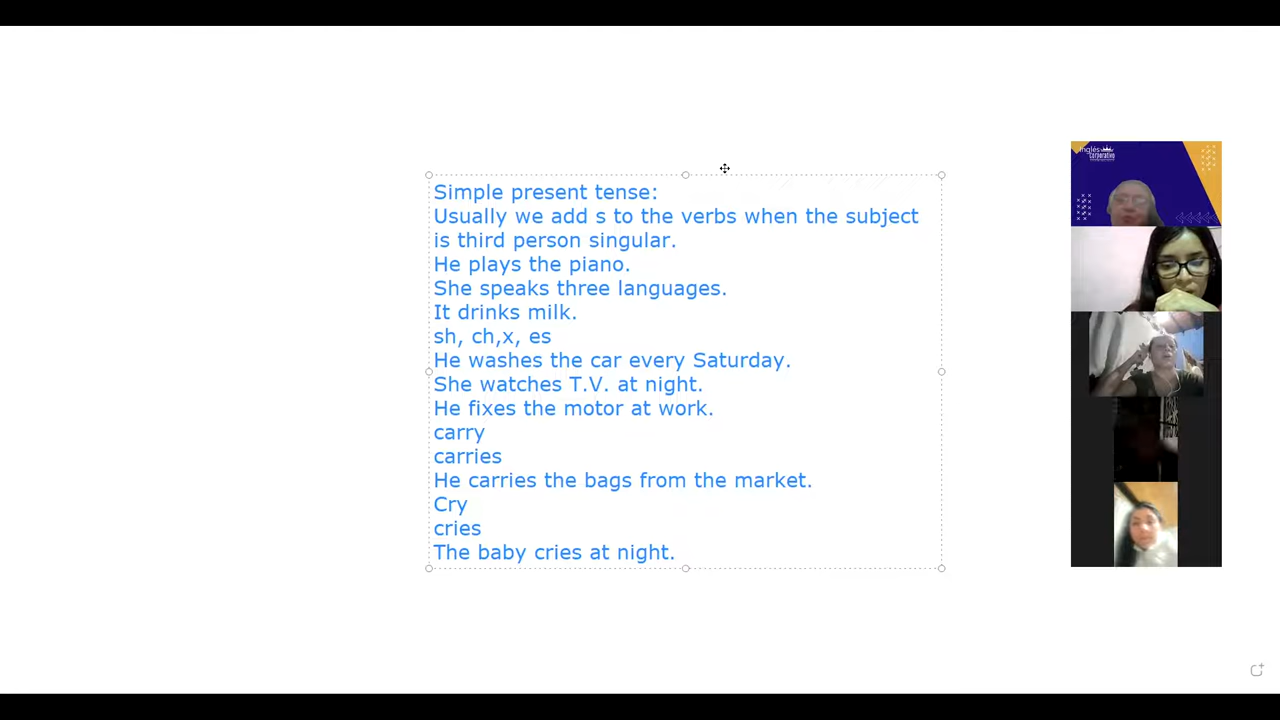 Simple present tense:
Usually we add s to the verbs when the subject
is third person singular.
He plays the piano.
She speaks three languages.
It drinks milk.
sh, ch,x, es
He washes the car every Saturday.
She watches T.V. at night.
He fixes the motor at work.
carry
carries
He carries the bags from the market.
Cry
cries
The baby cries at night.
Inglés
Corporativo